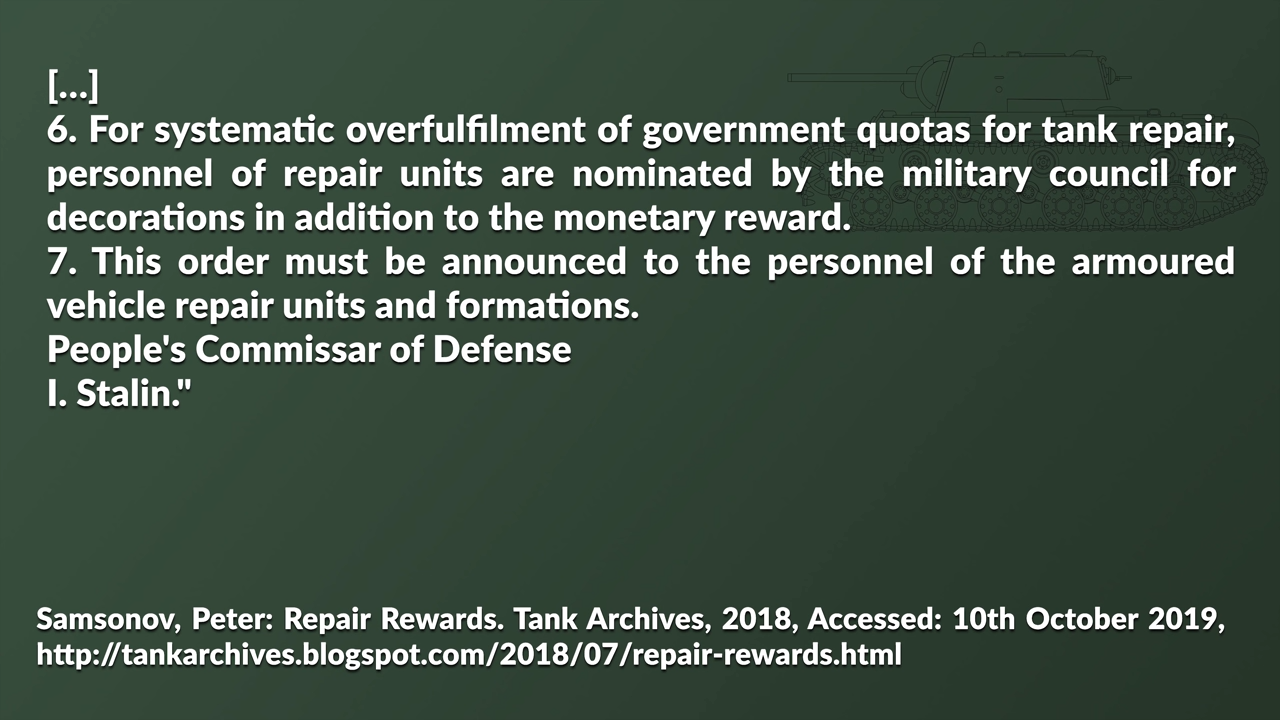 [...]
6. For systematic overfulfilment of government quotas for tank repair,
personnel of repair units are nominated by the military council for
decorations in addition to the monetary reward.
7. This order must be announced to the personnel of the armoured
vehicle repair units and formations.
People's Commissar of Defense
I. Stalin."
Samsonov, Peter: Repair Rewards. Tank Archives, 2018, Accessed: 10th October 2019,
http://tankarchives.blogspot.com/2018/07/repair-rewards.html